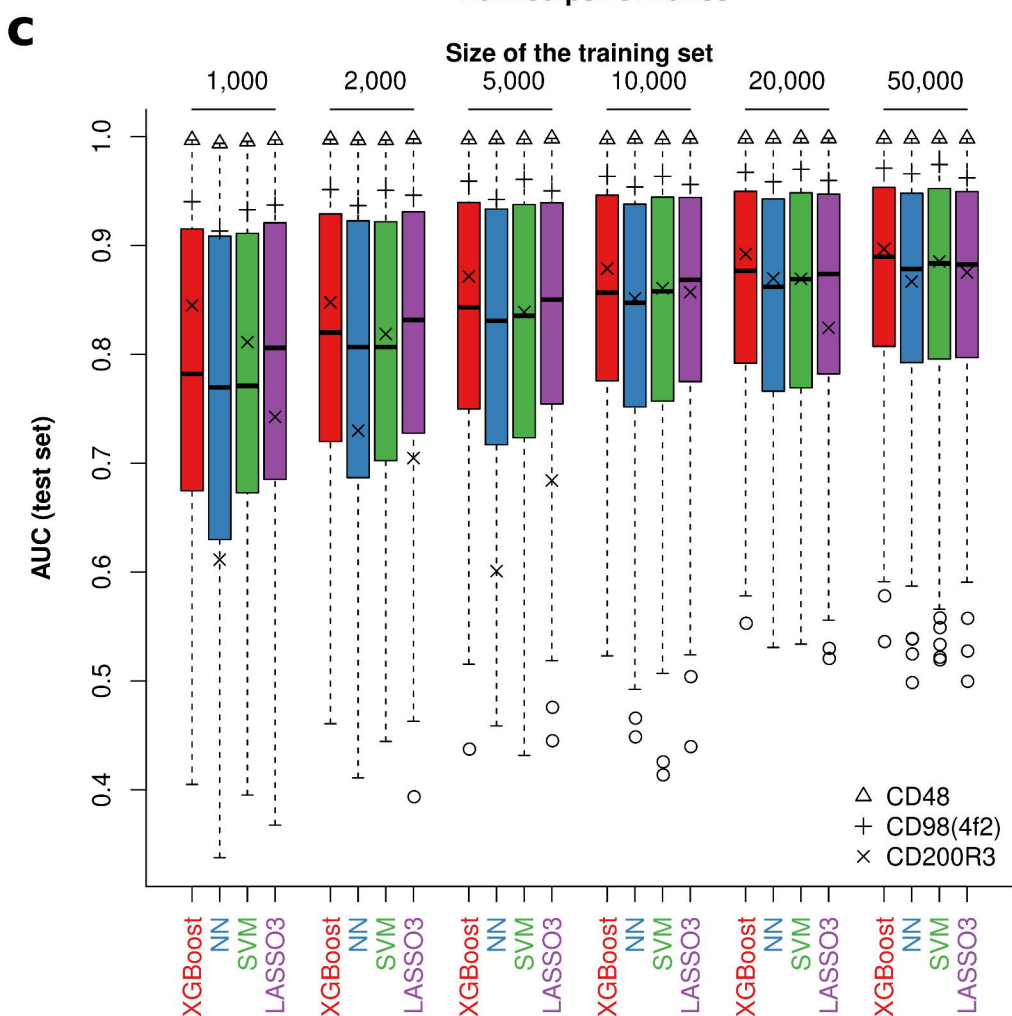 c
Size of the training set
1,000 2,000 5,000 10,000 20,000 50,000
AUC (test set)
1.0
0.9
0.8
0.7
0.6
0.5
0.4
CD48
CD98(4f2)
CD200R3
XGBoost NN SVM LASSO3 XGBoost NN SVM LASSO3 XGBoost NN SVM LASSO3 XGBoost NN SVM LASSO3 XGBoost NN SVM LASSO3 XGBoost NN SVM LASSO3